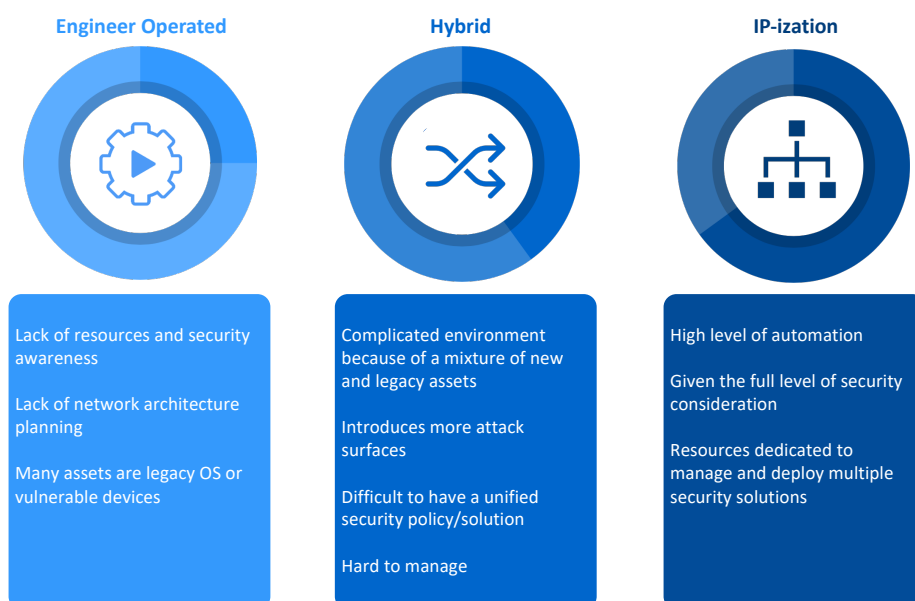 Engineer Operated
Lack of resources and security
awareness
Lack of network architecture
planning
Many assets are legacy OS or
vulnerable devices
Hybrid
Complicated environment
because of a mixture of new
and legacy assets
Introduces more attack
surfaces
Difficult to have a unified
security policy/solution
Hard to manage
IP-ization
High level of automation
Given the full level of security
consideration
Resources dedicated to
manage and deploy multiple
security solutions